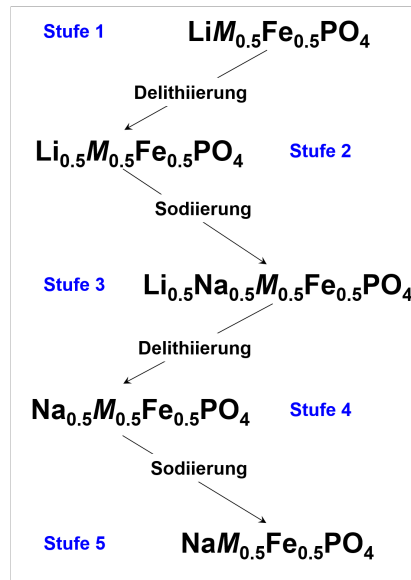 Stufe 1 LiM₀.₅Fe₀.₅PO₄
Delithiierung
Li₀.₅M₀.₅Fe₀.₅PO₄ Stufe 2
Sodiierung
Stufe 3 Li₀.₅Na₀.₅M₀.₅Fe₀.₅PO₄
Delithiierung
Na₀.₅M₀.₅Fe₀.₅PO₄ Stufe 4
Sodiierung
Stufe 5 NaM₀.₅Fe₀.₅PO₄